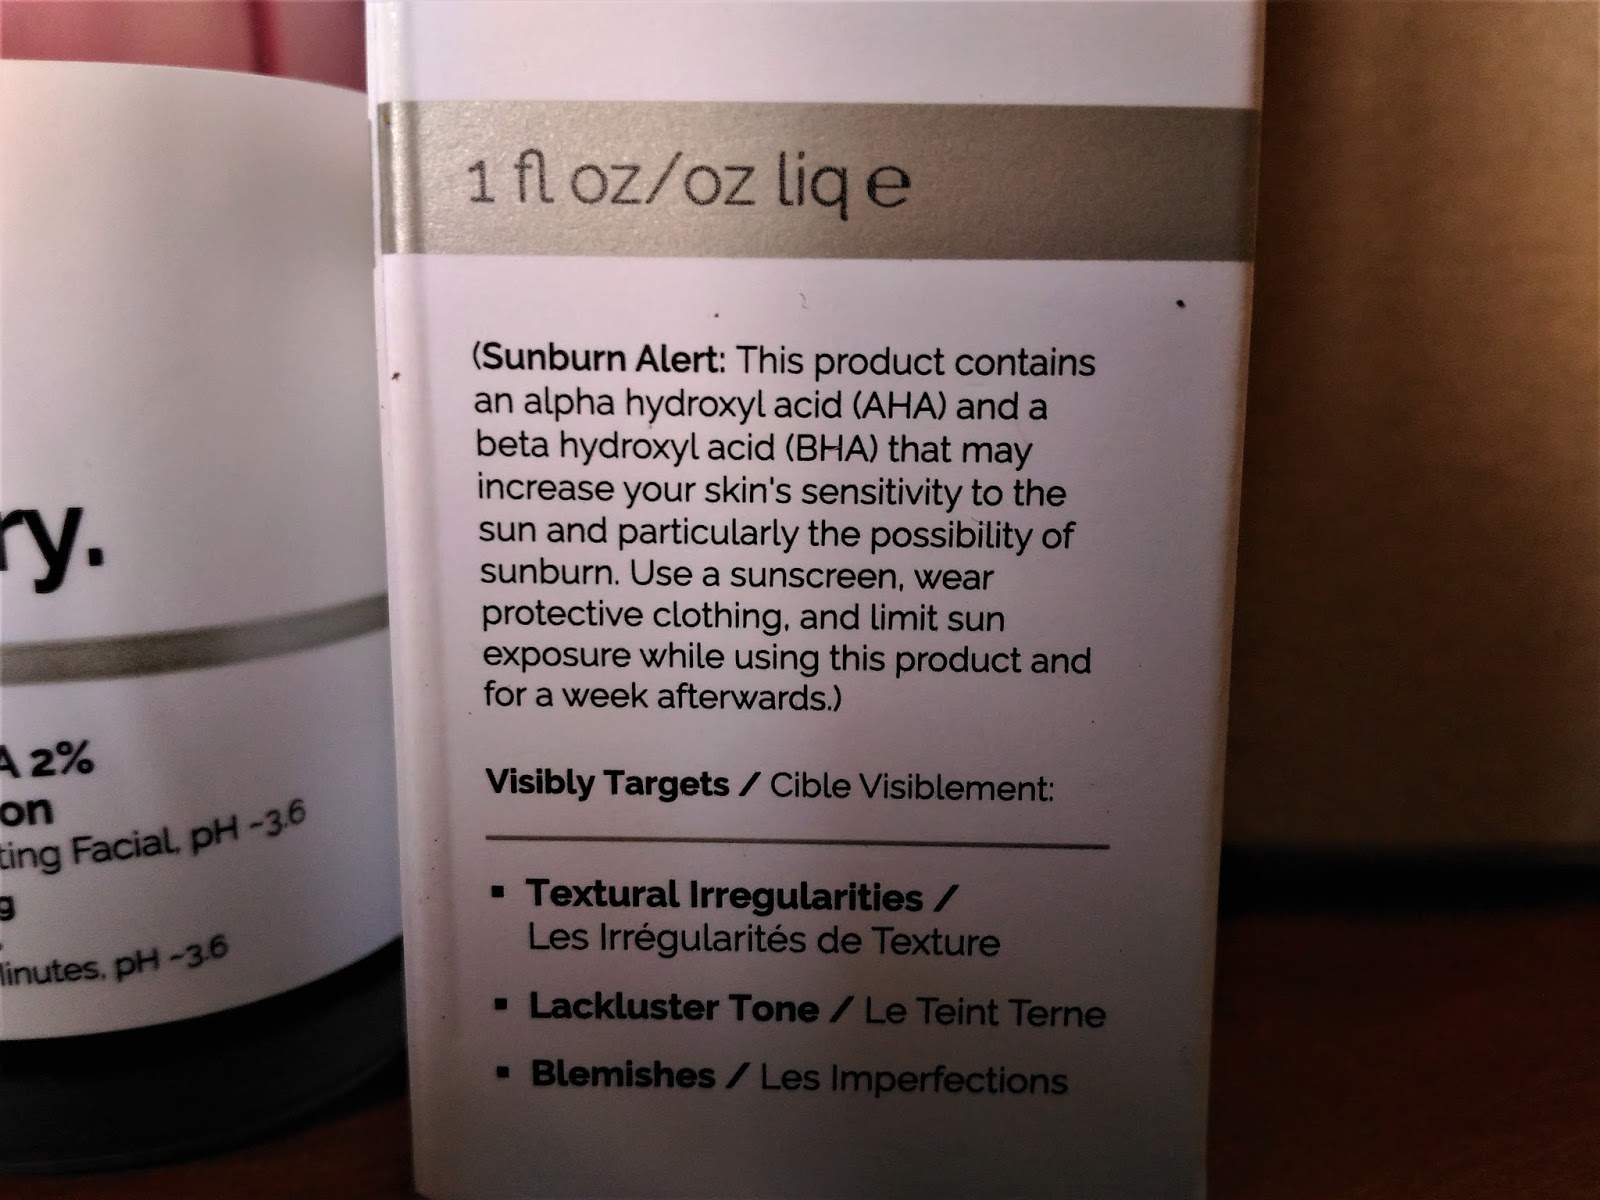 ry.
A 2%
on
ting Facial, pH ~3.6
g
Minutes, pH ~3.6
1 fl oz/oz liq e
(Sunburn Alert: This product contains
an alpha hydroxyl acid (AHA) and a
beta hydroxyl acid (BHA) that may
increase your skin's sensitivity to the
sun and particularly the possibility of
sunburn. Use a sunscreen, wear
protective clothing, and limit sun
exposure while using this product and
for a week afterwards.)
Visibly Targets / Cible Visiblement:
▪ Textural Irregularities /
Les Irrégularités de Texture
▪ Lackluster Tone / Le Teint Terne
▪ Blemishes / Les Imperfections